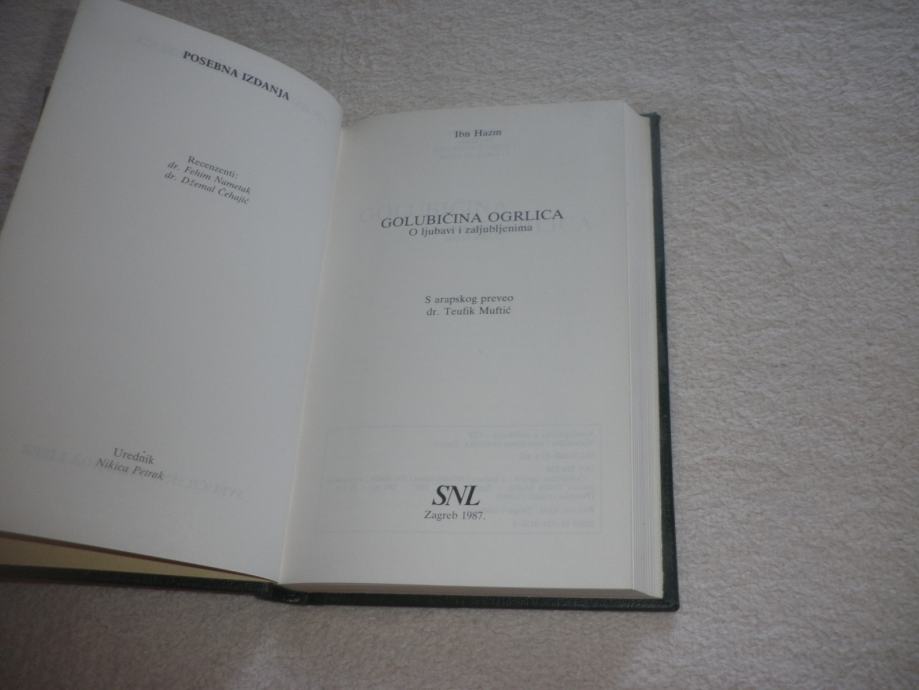 POSEBNA IZDANJA
Recenzenti:
dr. Fehim Nametak
dr. Džemal Čehajić
Urednik
Nikica Petrak
Ibn Hazm
GOLUBIČINA OGRLICA
O ljubavi i zaljubljenima
S arapskog preveo
dr. Teufik Muftić
SNL
Zagreb 1987.